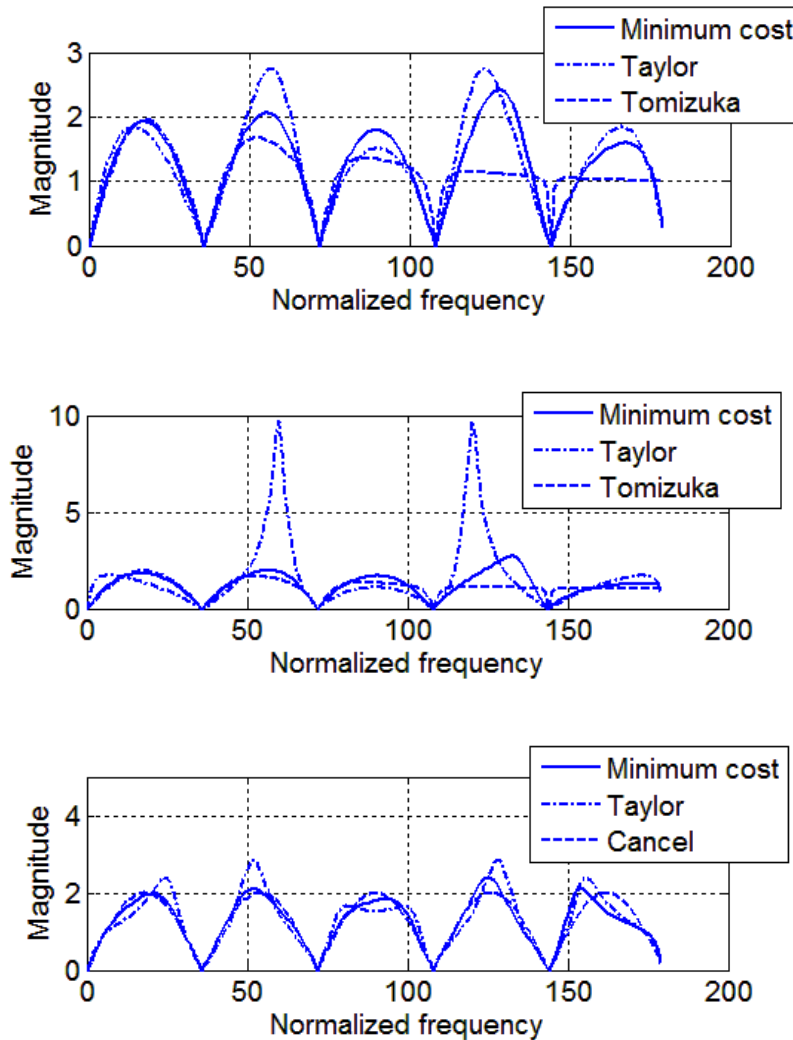 Minimum cost
Taylor
Tomizuka
3
2
1
0
Magnitude
0 50 100 150 200
Normalized frequency
Minimum cost
Taylor
Tomizuka
10
5
0
Magnitude
0 50 100 150 200
Normalized frequency
Minimum cost
Taylor
Cancel
4
2
0
Magnitude
0 50 100 150 200
Normalized frequency